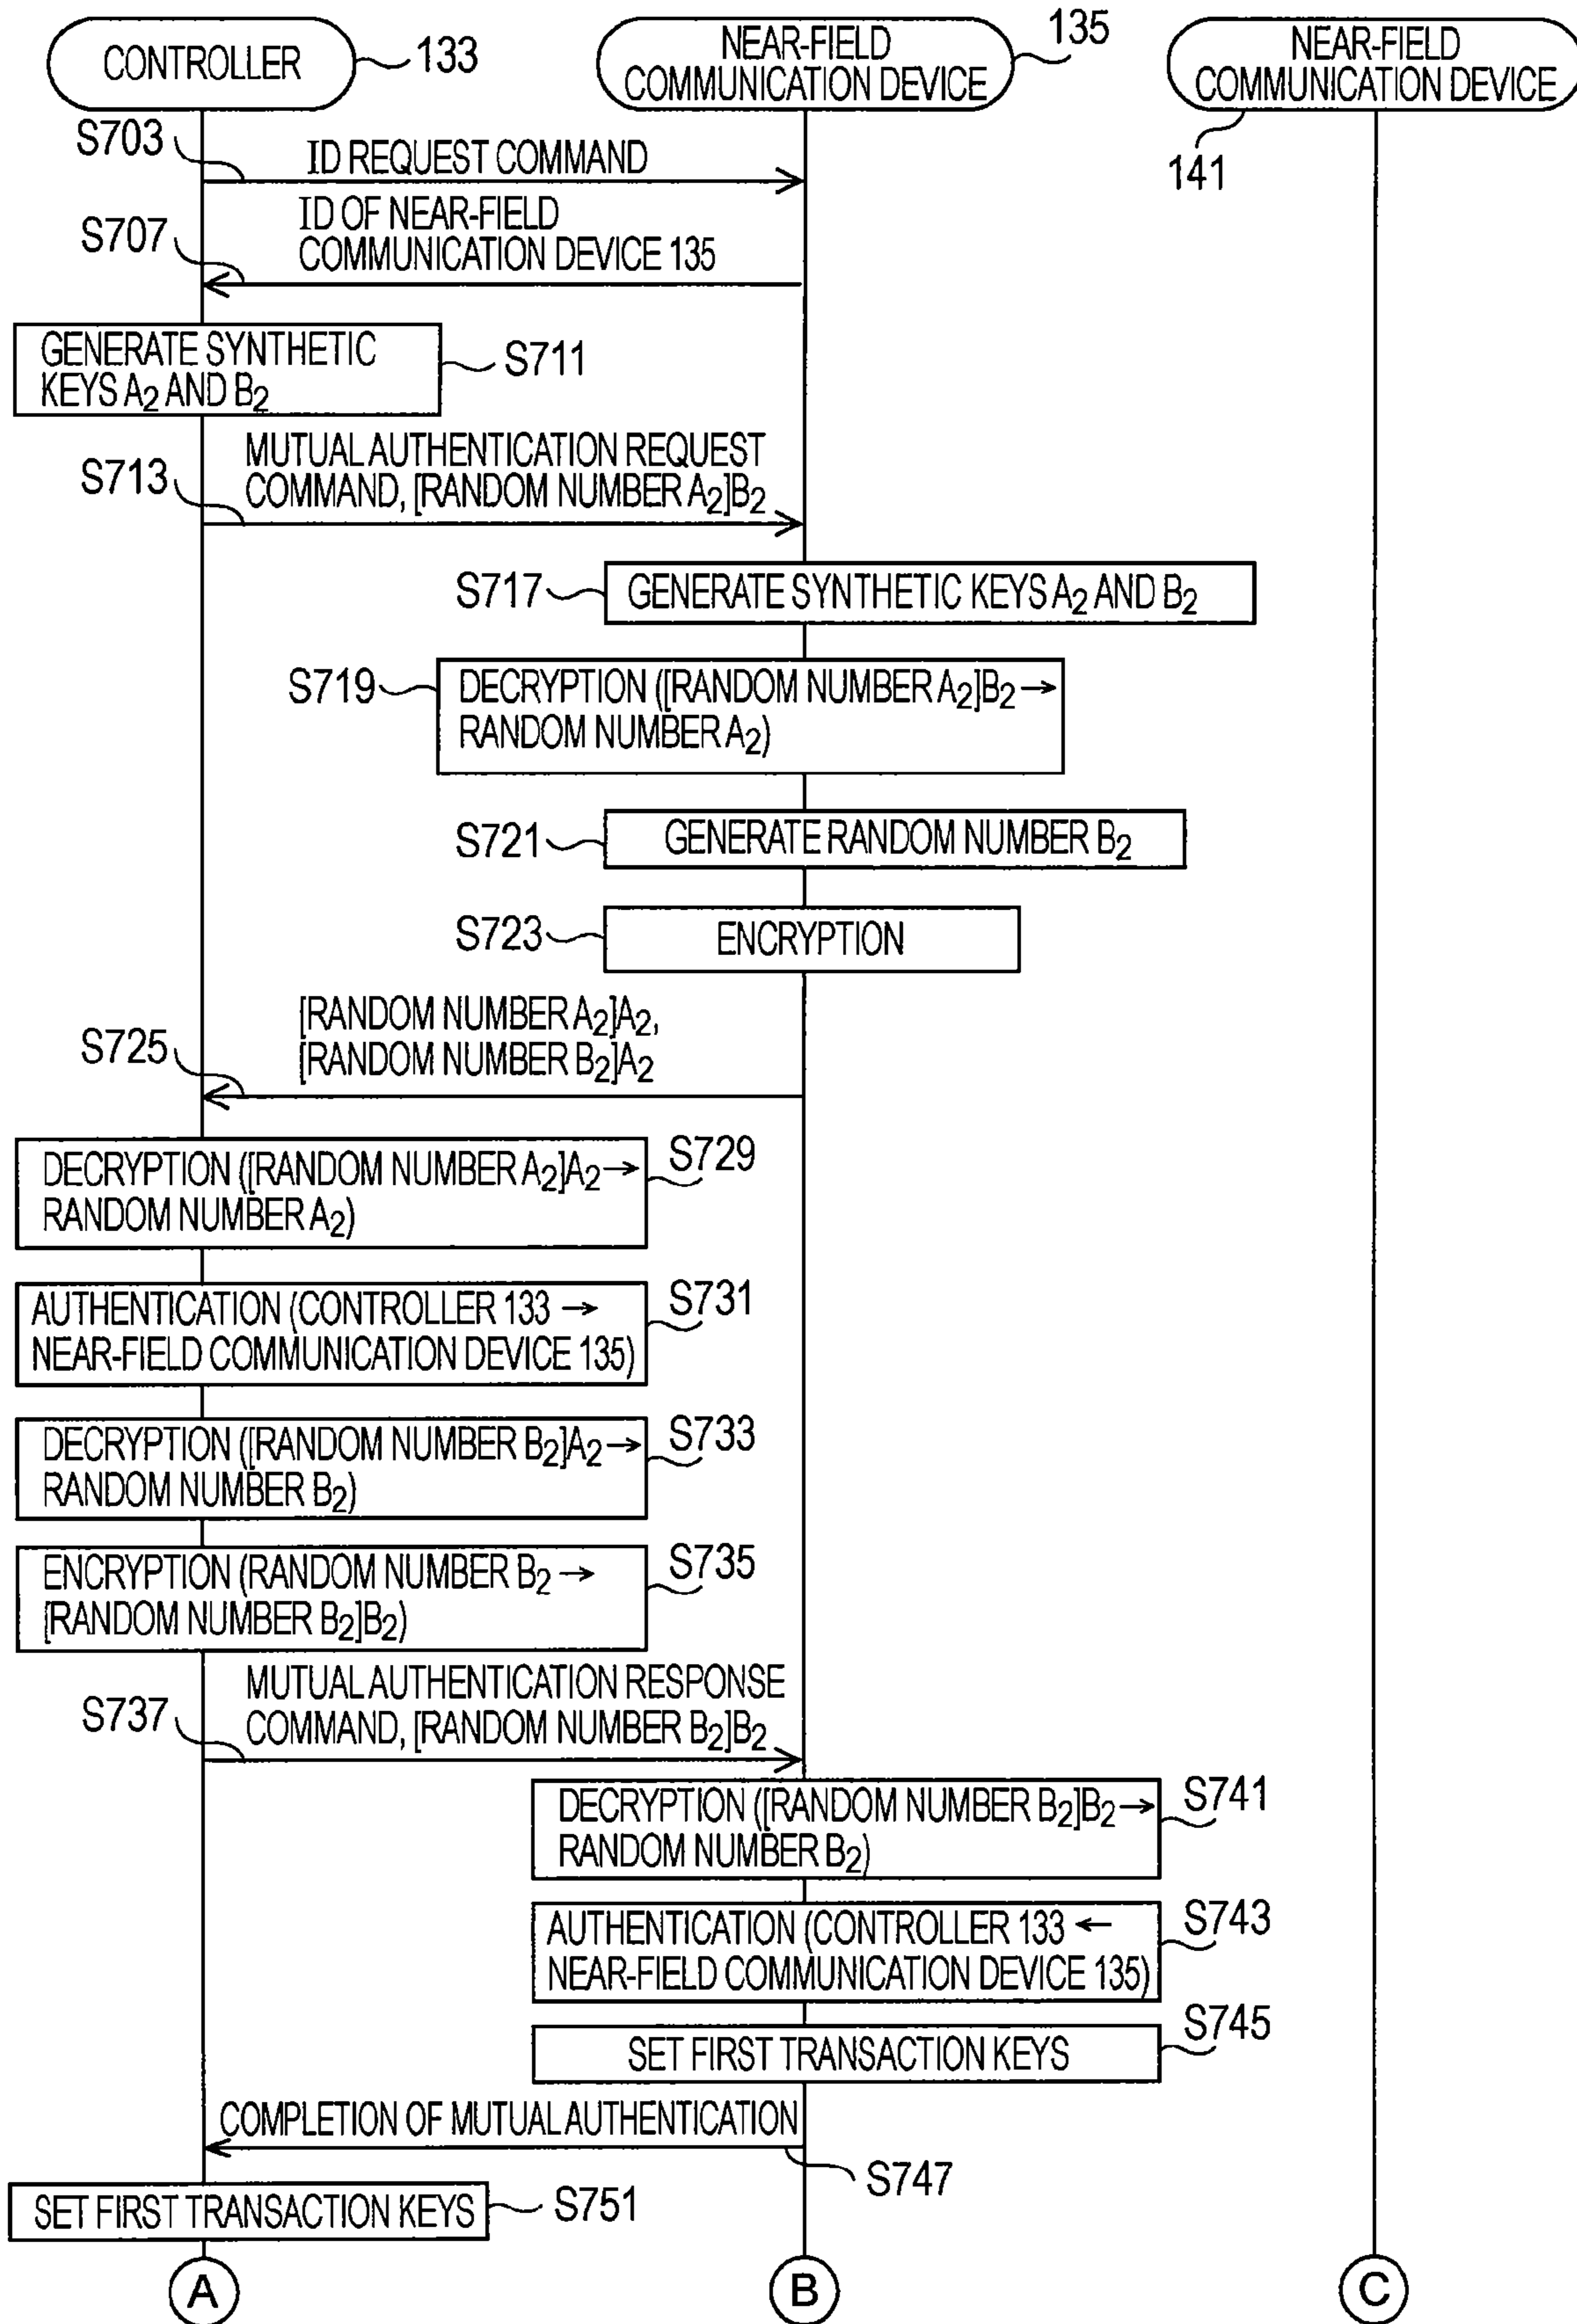 CONTROLLER
133
NEAR-FIELD
COMMUNICATION DEVICE
135
NEAR-FIELD
COMMUNICATION DEVICE
141
S703
ID REQUEST COMMAND
S707
ID OF NEAR-FIELD
COMMUNICATION DEVICE 135
GENERATE SYNTHETIC
KEYS A₂ AND B₂
S711
S713
MUTUAL AUTHENTICATION REQUEST
COMMAND, [RANDOM NUMBER A₂]B₂
S717
GENERATE SYNTHETIC KEYS A₂ AND B₂
S719
DECRYPTION ([RANDOM NUMBER A₂]B₂ →
RANDOM NUMBER A₂)
S721
GENERATE RANDOM NUMBER B₂
S723
ENCRYPTION
S725
[RANDOM NUMBER A₂]A₂,
[RANDOM NUMBER B₂]A₂
DECRYPTION ([RANDOM NUMBER A₂]A₂ →
RANDOM NUMBER A₂)
S729
AUTHENTICATION (CONTROLLER 133 →
NEAR-FIELD COMMUNICATION DEVICE 135)
S731
DECRYPTION ([RANDOM NUMBER B₂]A₂ →
RANDOM NUMBER B₂)
S733
ENCRYPTION (RANDOM NUMBER B₂ →
[RANDOM NUMBER B₂]B₂)
S735
S737
MUTUAL AUTHENTICATION RESPONSE
COMMAND, [RANDOM NUMBER B₂]B₂
DECRYPTION ([RANDOM NUMBER B₂]B₂ →
RANDOM NUMBER B₂)
S741
AUTHENTICATION (CONTROLLER 133 ←
NEAR-FIELD COMMUNICATION DEVICE 135)
S743
SET FIRST TRANSACTION KEYS
S745
COMPLETION OF MUTUAL AUTHENTICATION
S747
SET FIRST TRANSACTION KEYS
S751
A
B
C